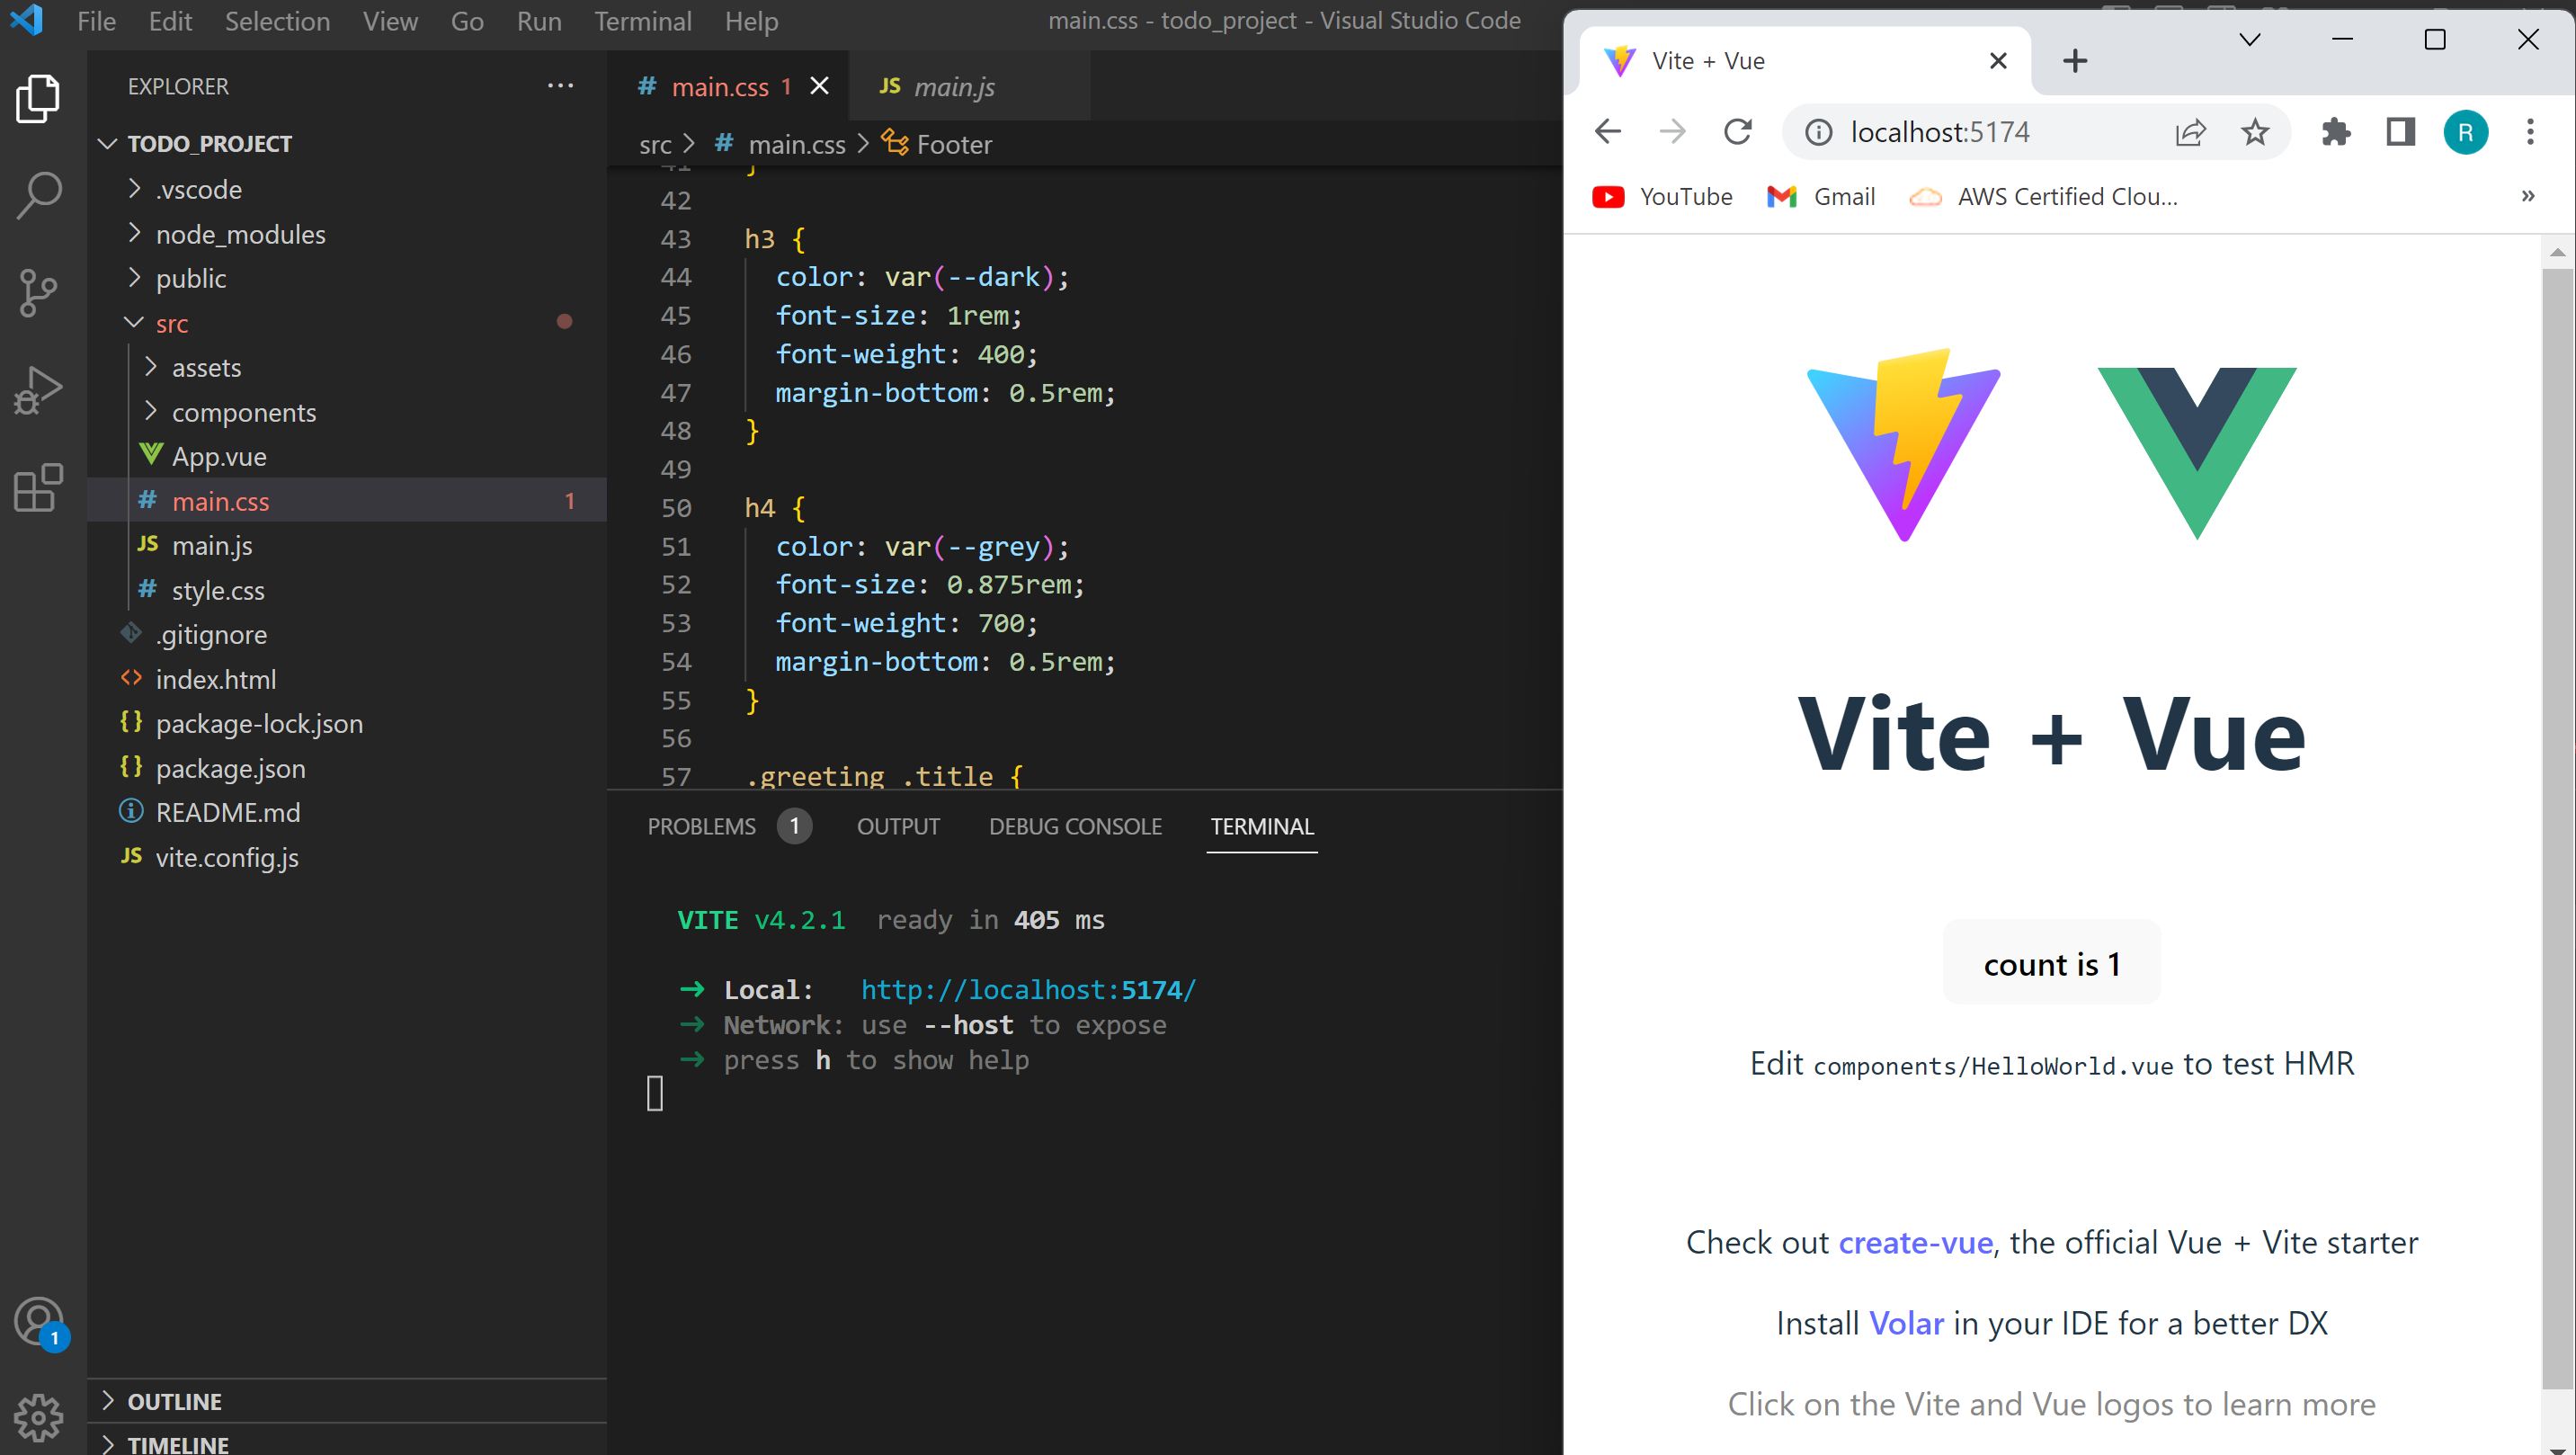 File Edit Selection View Go Run Terminal Help
main.css - todo_project - Visual Studio Code
EXPLORER
TODO_PROJECT
.vscode
node_modules
public
src
assets
components
App.vue
# main.css 1
JS main.js
# style.css
.gitignore
<> index.html
{} package-lock.json
{} package.json
README.md
JS vite.config.js
OUTLINE
TIMELINE
1
# main.css 1
JS main.js
src > # main.css > Footer
41 }
42
43 h3 {
44 color: var(--dark);
45 font-size: 1rem;
46 font-weight: 400;
47 margin-bottom: 0.5rem;
48 }
49
50 h4 {
51 color: var(--grey);
52 font-size: 0.875rem;
53 font-weight: 700;
54 margin-bottom: 0.5rem;
55 }
56
57 .greeting .title {
PROBLEMS 1 OUTPUT DEBUG CONSOLE TERMINAL
VITE v4.2.1 ready in 405 ms
➜ Local: http://localhost:5174/
➜ Network: use --host to expose
➜ press h to show help
Vite + Vue
localhost:5174
R
YouTube Gmail AWS Certified Clou... »
Vite + Vue
count is 1
Edit components/HelloWorld.vue to test HMR
Check out create-vue, the official Vue + Vite starter
Install Volar in your IDE for a better DX
Click on the Vite and Vue logos to learn more